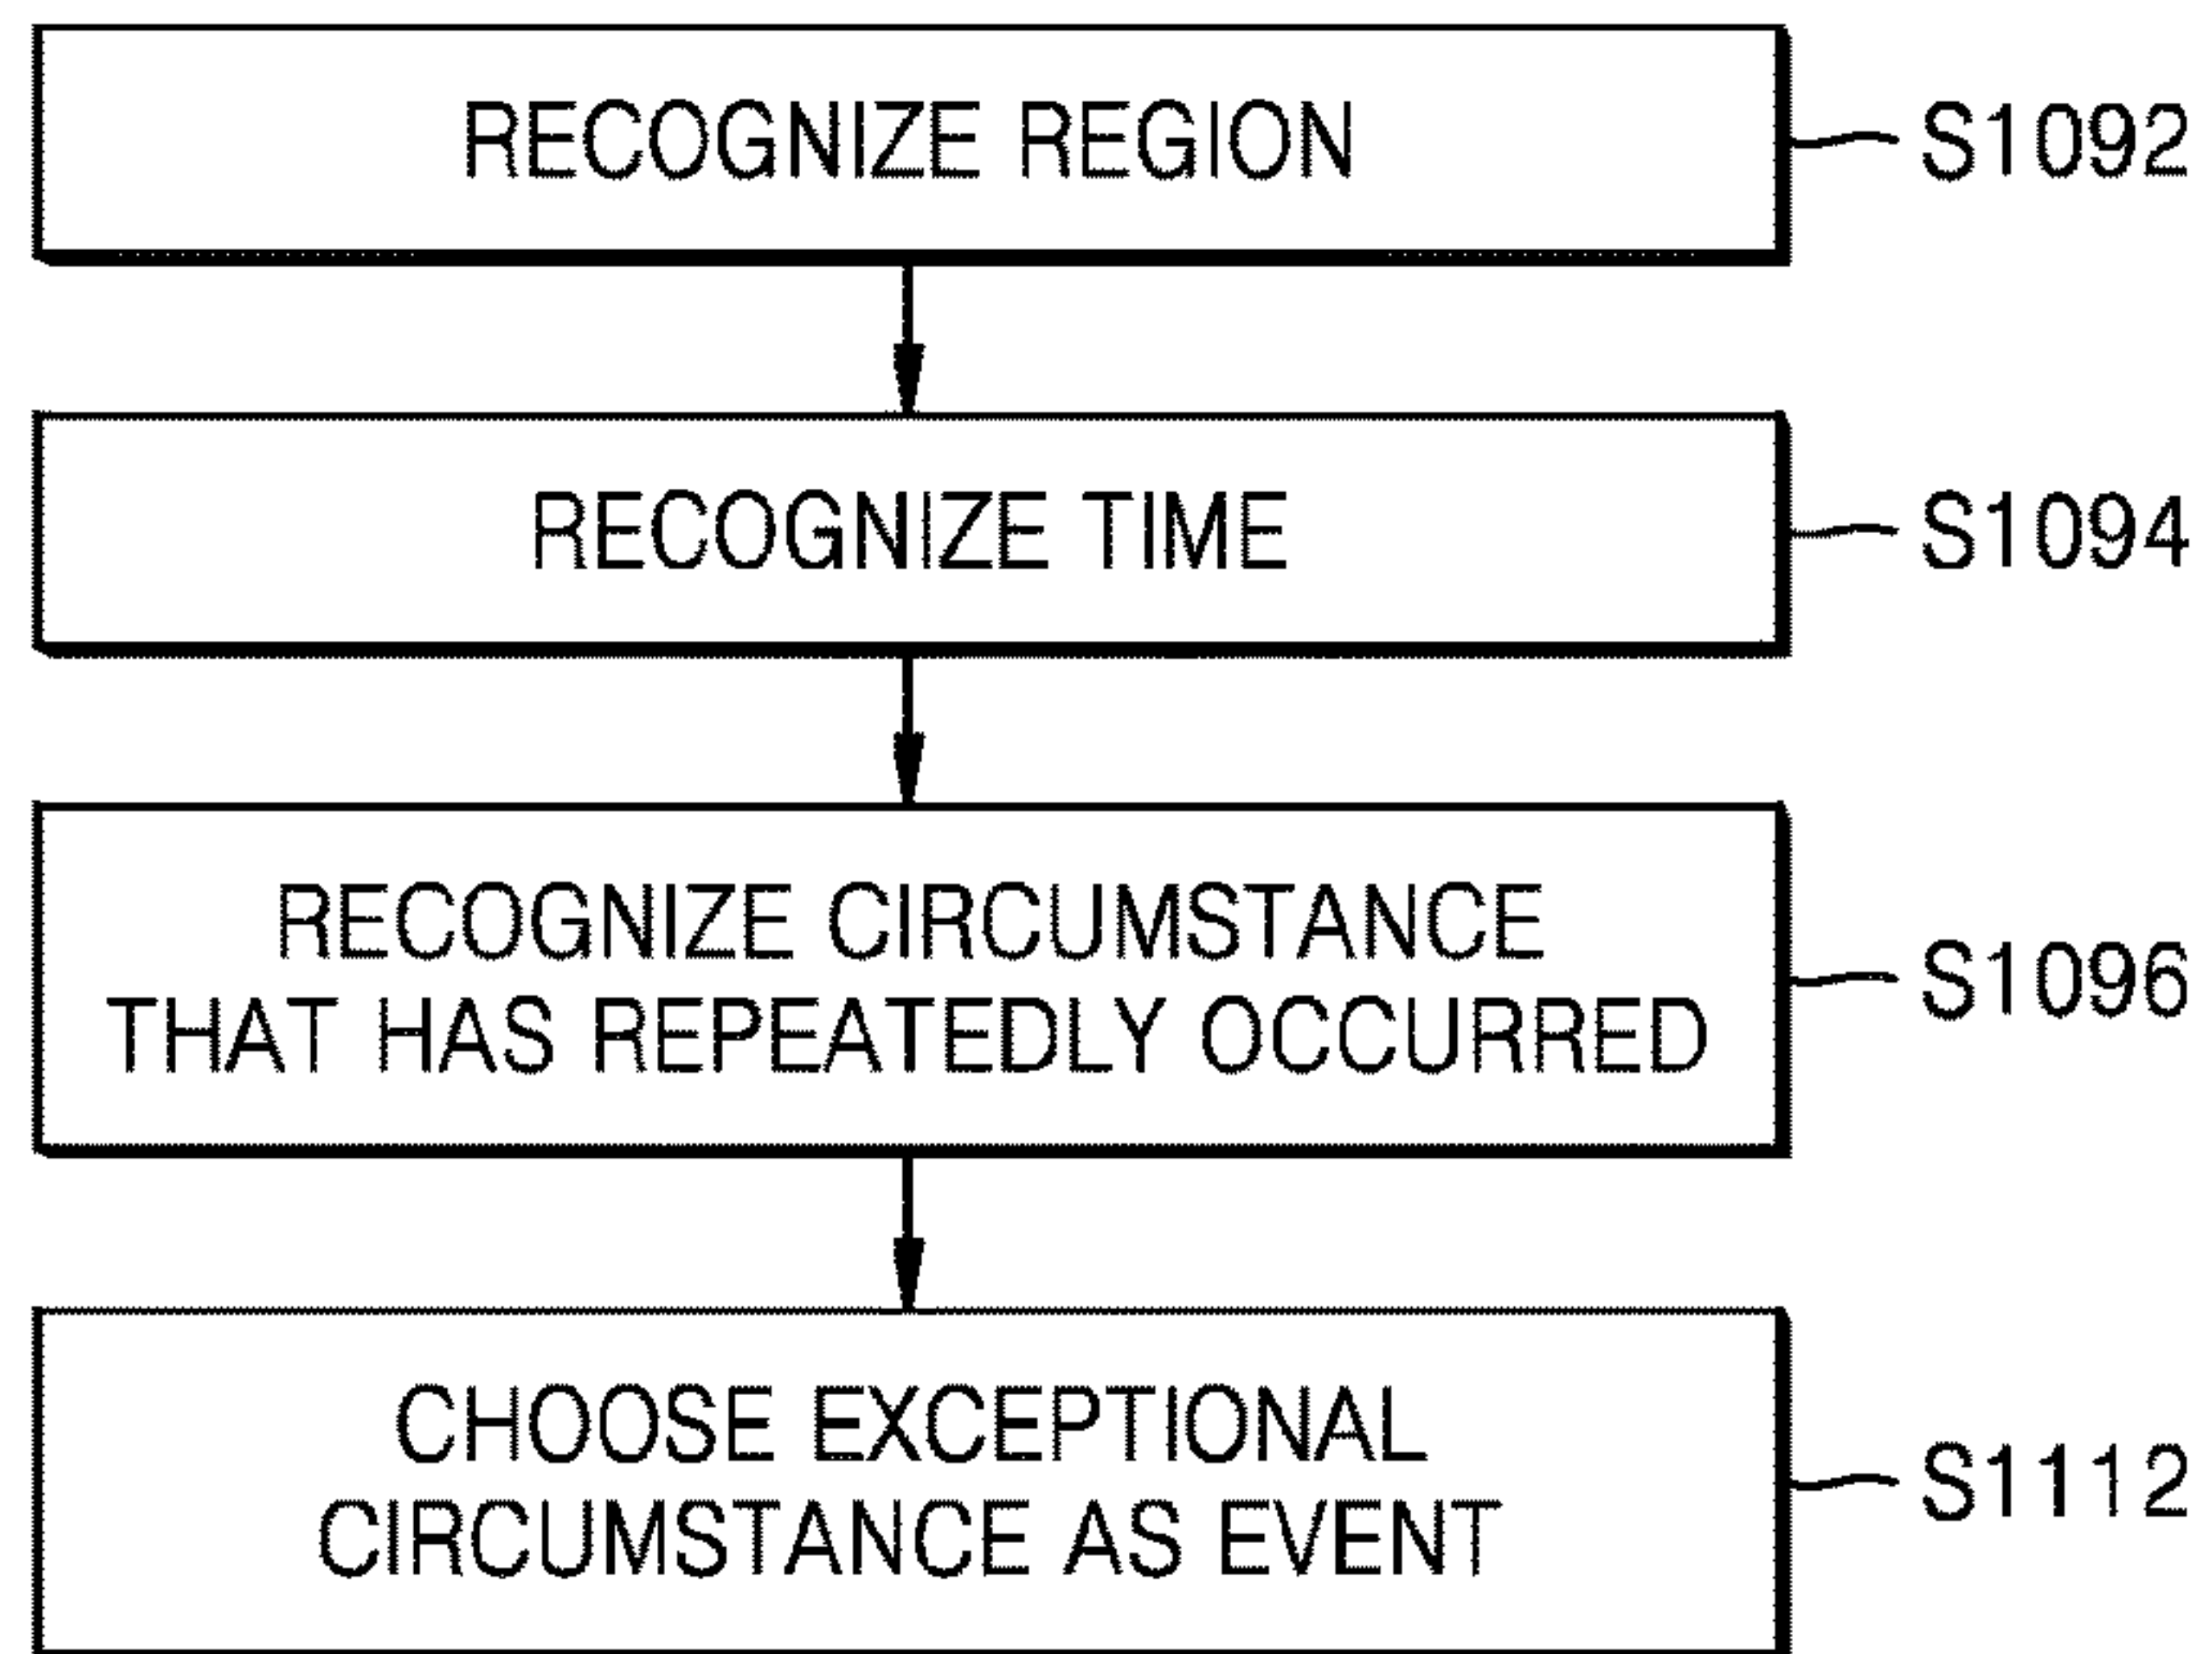 RECOGNIZE REGION
S1092
RECOGNIZE TIME
S1094
RECOGNIZE CIRCUMSTANCE
THAT HAS REPEATEDLY OCCURRED
S1096
CHOOSE EXCEPTIONAL
CIRCUMSTANCE AS EVENT
S1112